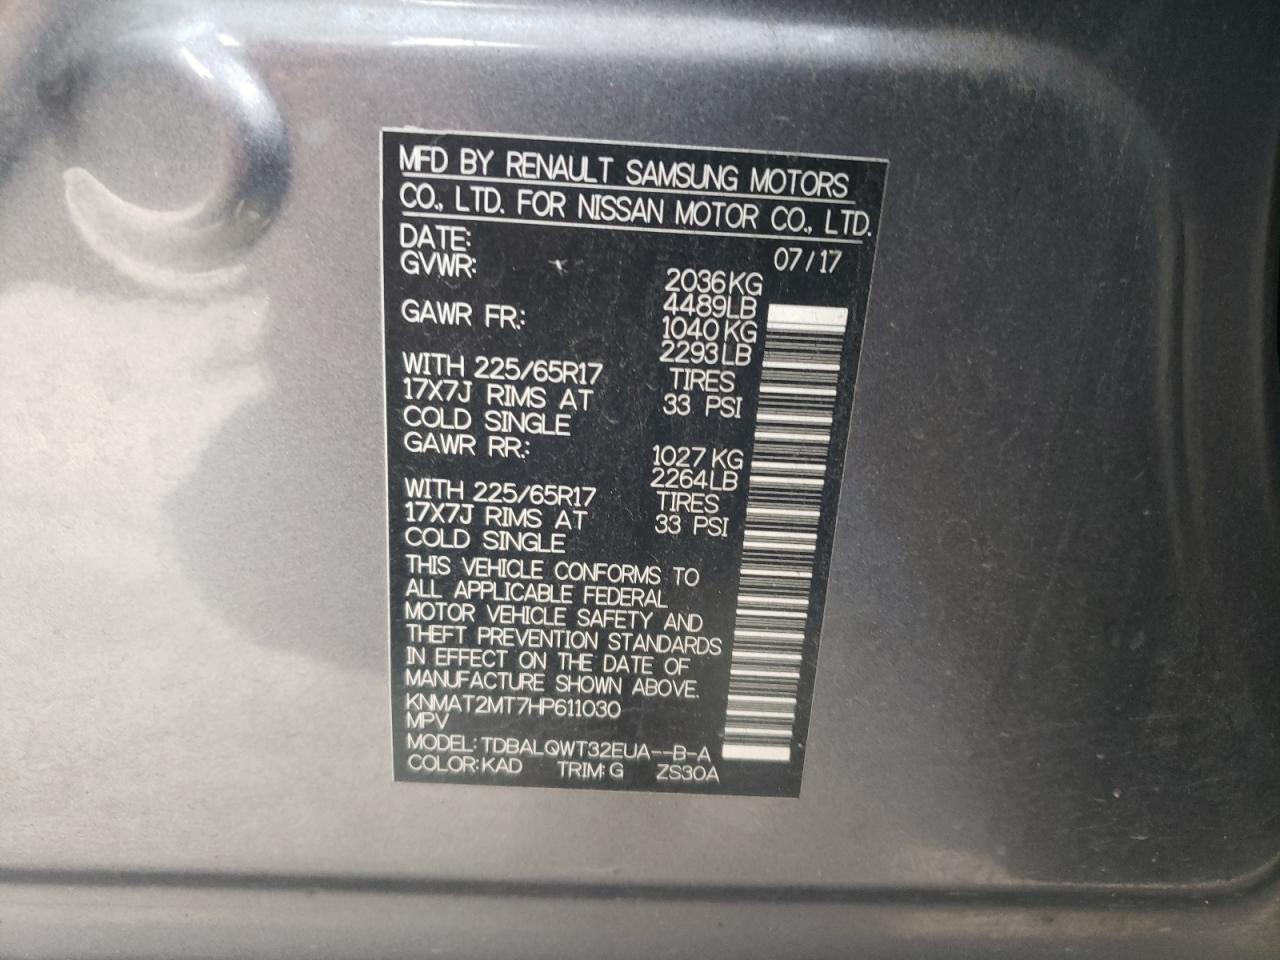 MFD BY RENAULT SAMSUNG MOTORS
CO., LTD. FOR NISSAN MOTOR CO., LTD.
DATE: 07/17
GVWR: 2036KG
4489LB
GAWR FR.: 1040KG
2293LB
WITH 225/65R17 TIRES
17X7J RIMS AT 33 PSI
COLD SINGLE
GAWR RR.: 1027KG
2264LB
WITH 225/65R17 TIRES
17X7J RIMS AT 33 PSI
COLD SINGLE
THIS VEHICLE CONFORMS TO
ALL APPLICABLE FEDERAL
MOTOR VEHICLE SAFETY AND
THEFT PREVENTION STANDARDS
IN EFFECT ON THE DATE OF
MANUFACTURE SHOWN ABOVE.
KNMAT2MT7HP611030
MPV
MODEL: TDBALQWT32EUA--B-A
COLOR: KAD TRIM: G ZS30A